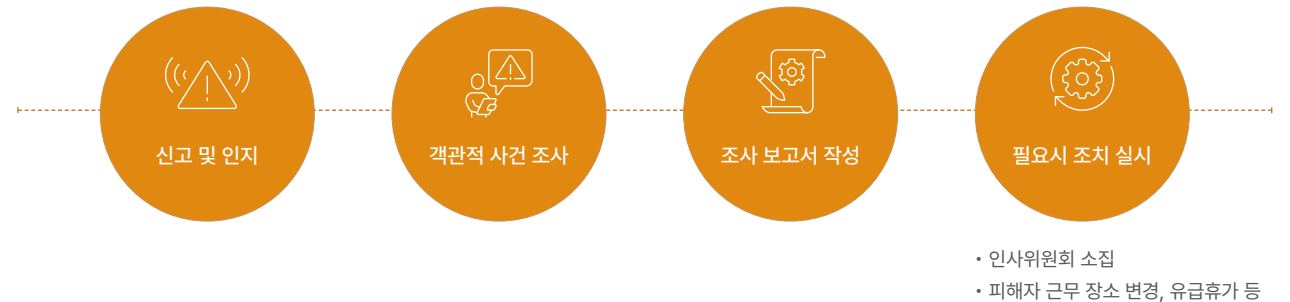 신고 및 인지
객관적 사건 조사
조사 보고서 작성
필요시 조치 실시
• 인사위원회 소집
• 피해자 근무 장소 변경, 유급휴가 등